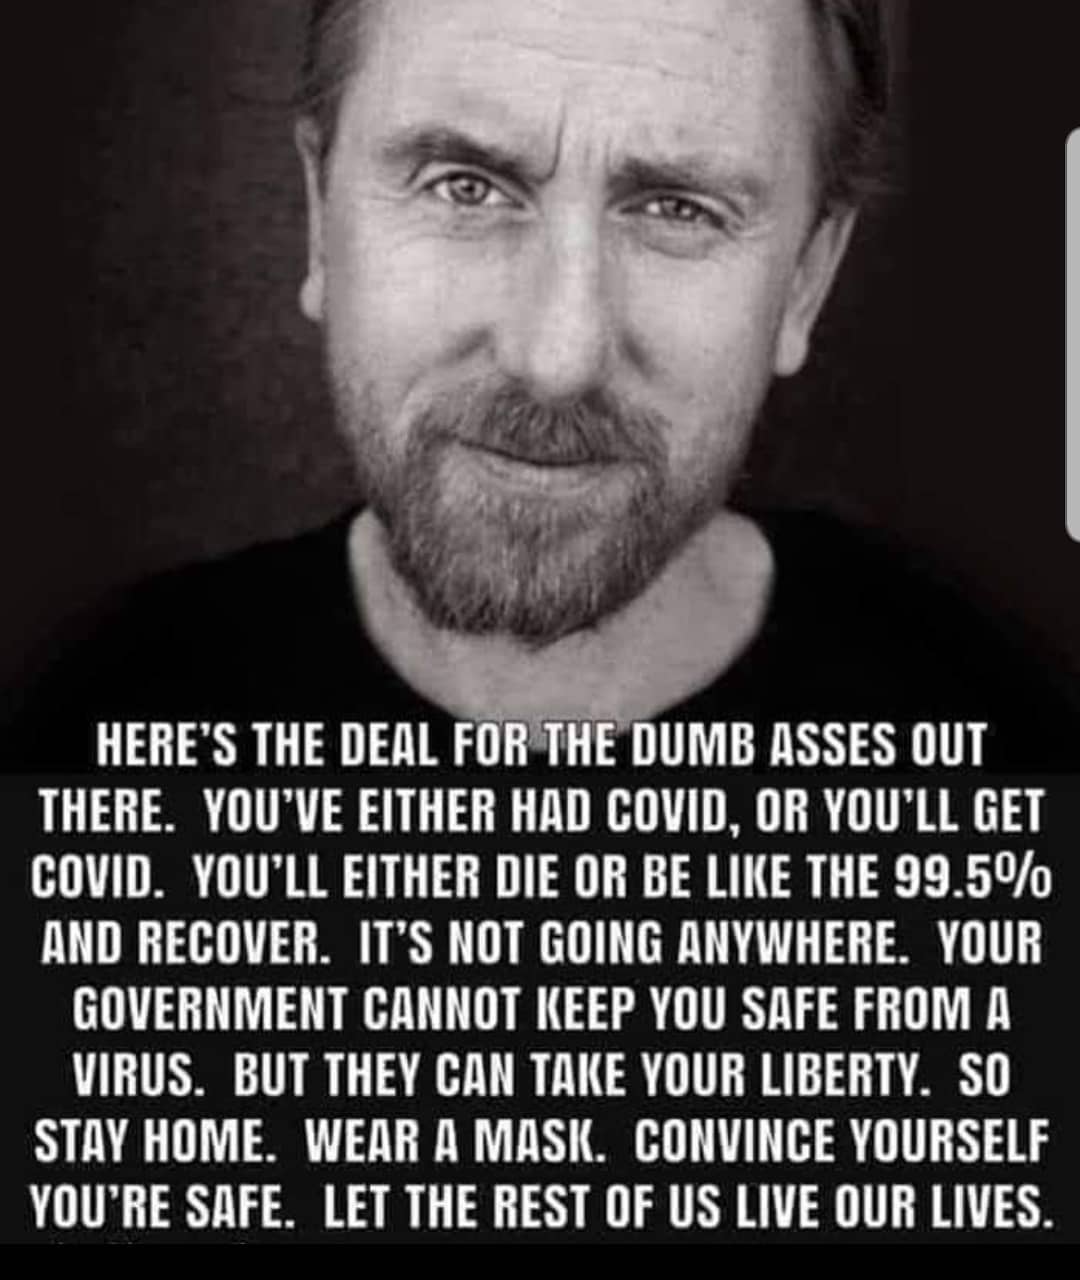 HERE'S THE DEAL FOR THE DUMB ASSES OUT
THERE. YOU'VE EITHER HAD COVID, OR YOU'LL GET
COVID. YOU'LL EITHER DIE OR BE LIKE THE 99.5%
AND RECOVER. IT'S NOT GOING ANYWHERE. YOUR
GOVERNMENT CANNOT KEEP YOU SAFE FROM A
VIRUS. BUT THEY CAN TAKE YOUR LIBERTY. SO
STAY HOME. WEAR A MASK. CONVINCE YOURSELF
YOU'RE SAFE. LET THE REST OF US LIVE OUR LIVES.